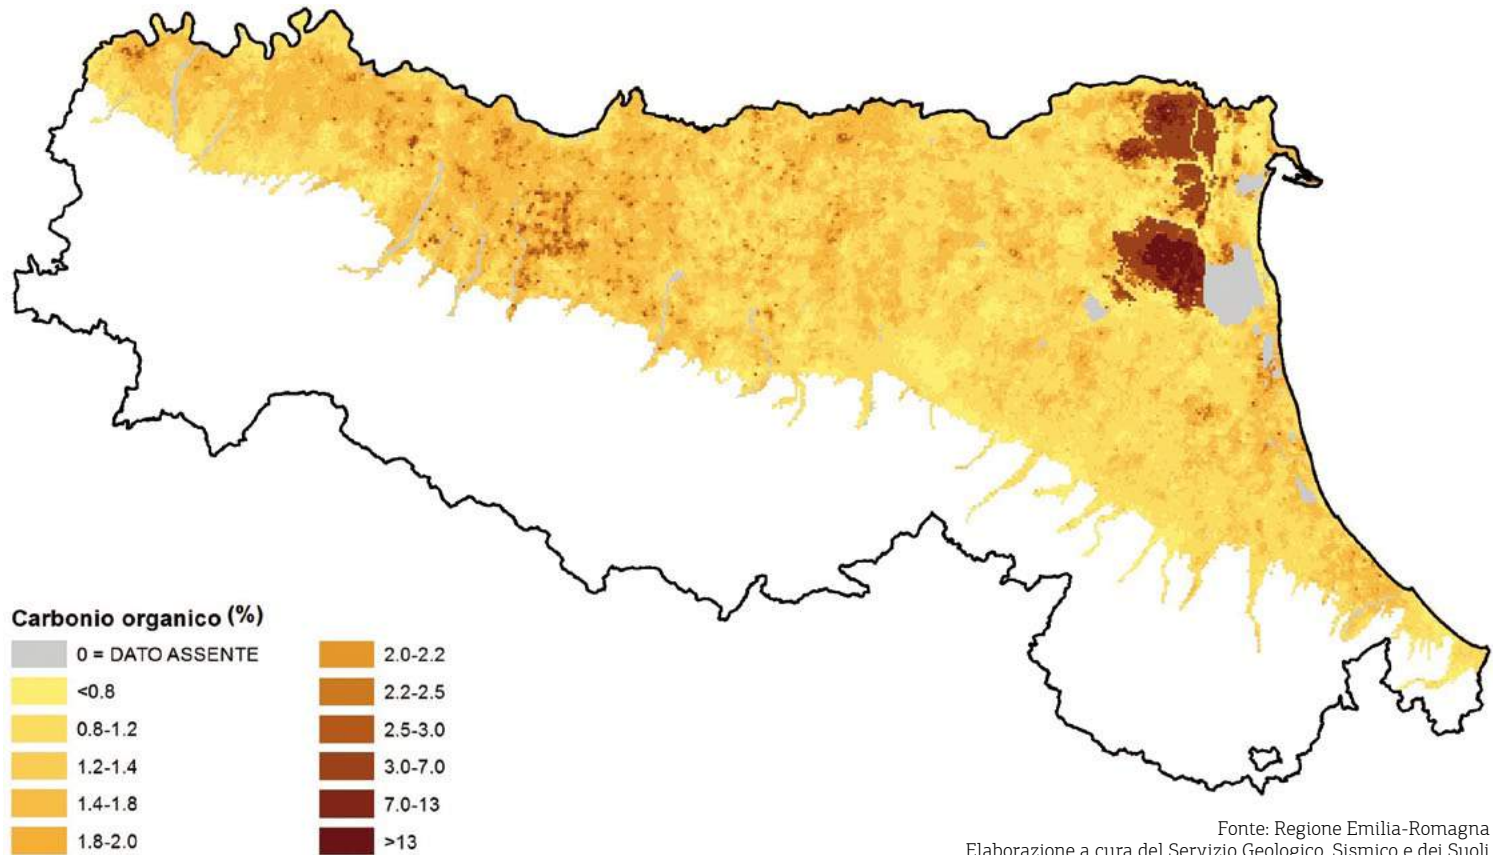 Carbonio organico (%)
0 = DATO ASSENTE
<0.8
0.8-1.2
1.2-1.4
1.4-1.8
1.8-2.0
2.0-2.2
2.2-2.5
2.5-3.0
3.0-7.0
7.0-13
>13
Fonte: Regione Emilia-Romagna
Elaborazione a cura del Servizio Geologico, Sismico e dei Suoli